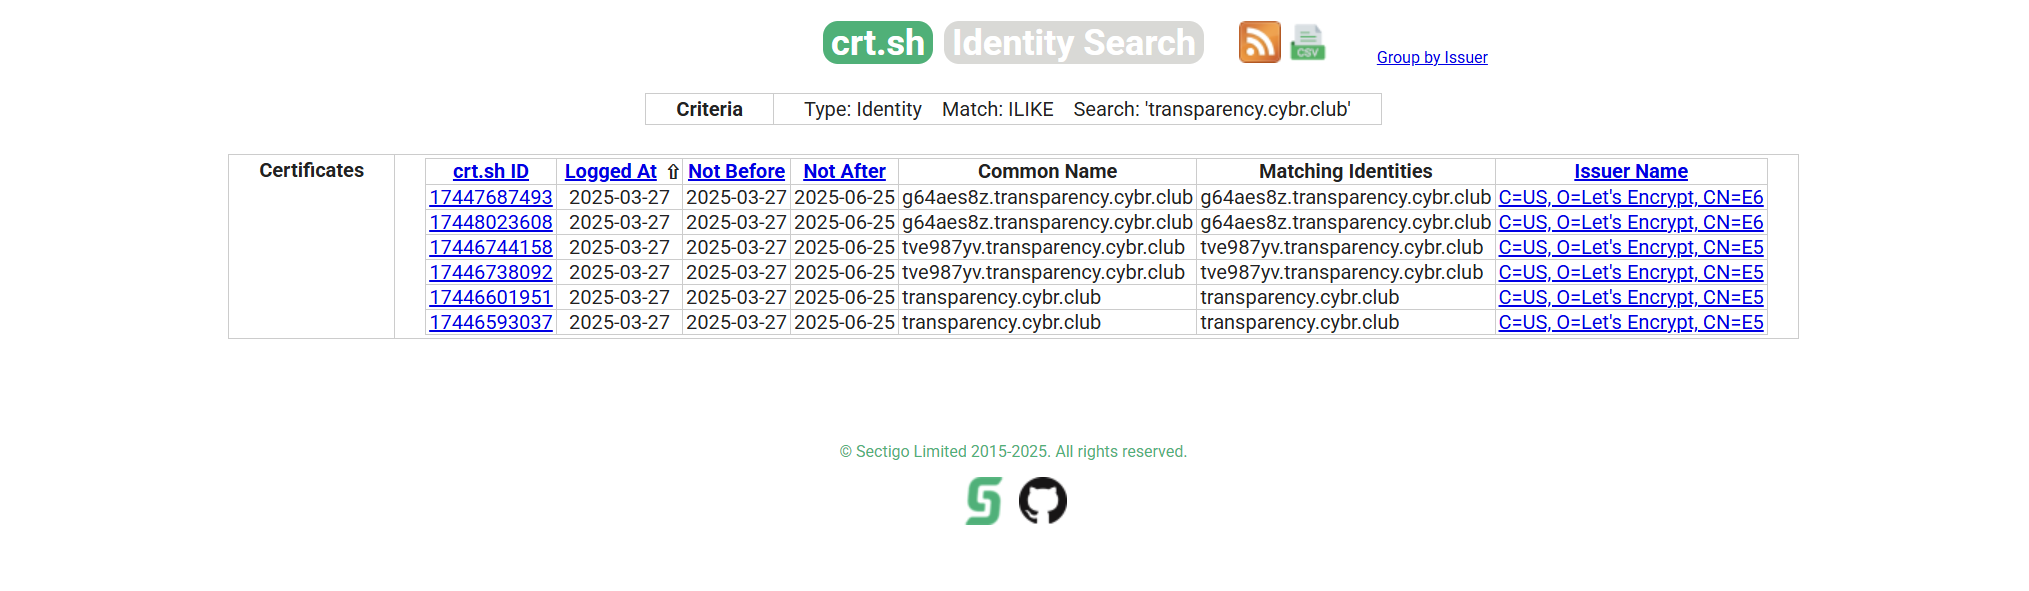 crt.sh Identity Search CSV Group by Issuer
Criteria Type: Identity Match: ILIKE Search: 'transparency.cybr.club'
Certificates crt.sh ID Logged At ⇧ Not Before Not After Common Name Matching Identities Issuer Name
17447687493 2025-03-27 2025-03-27 2025-06-25 g64aes8z.transparency.cybr.club g64aes8z.transparency.cybr.club C=US, O=Let's Encrypt, CN=E6
17448023608 2025-03-27 2025-03-27 2025-06-25 g64aes8z.transparency.cybr.club g64aes8z.transparency.cybr.club C=US, O=Let's Encrypt, CN=E6
17446744158 2025-03-27 2025-03-27 2025-06-25 tve987yv.transparency.cybr.club tve987yv.transparency.cybr.club C=US, O=Let's Encrypt, CN=E5
17446738092 2025-03-27 2025-03-27 2025-06-25 tve987yv.transparency.cybr.club tve987yv.transparency.cybr.club C=US, O=Let's Encrypt, CN=E5
17446601951 2025-03-27 2025-03-27 2025-06-25 transparency.cybr.club transparency.cybr.club C=US, O=Let's Encrypt, CN=E5
17446593037 2025-03-27 2025-03-27 2025-06-25 transparency.cybr.club transparency.cybr.club C=US, O=Let's Encrypt, CN=E5
© Sectigo Limited 2015-2025. All rights reserved.